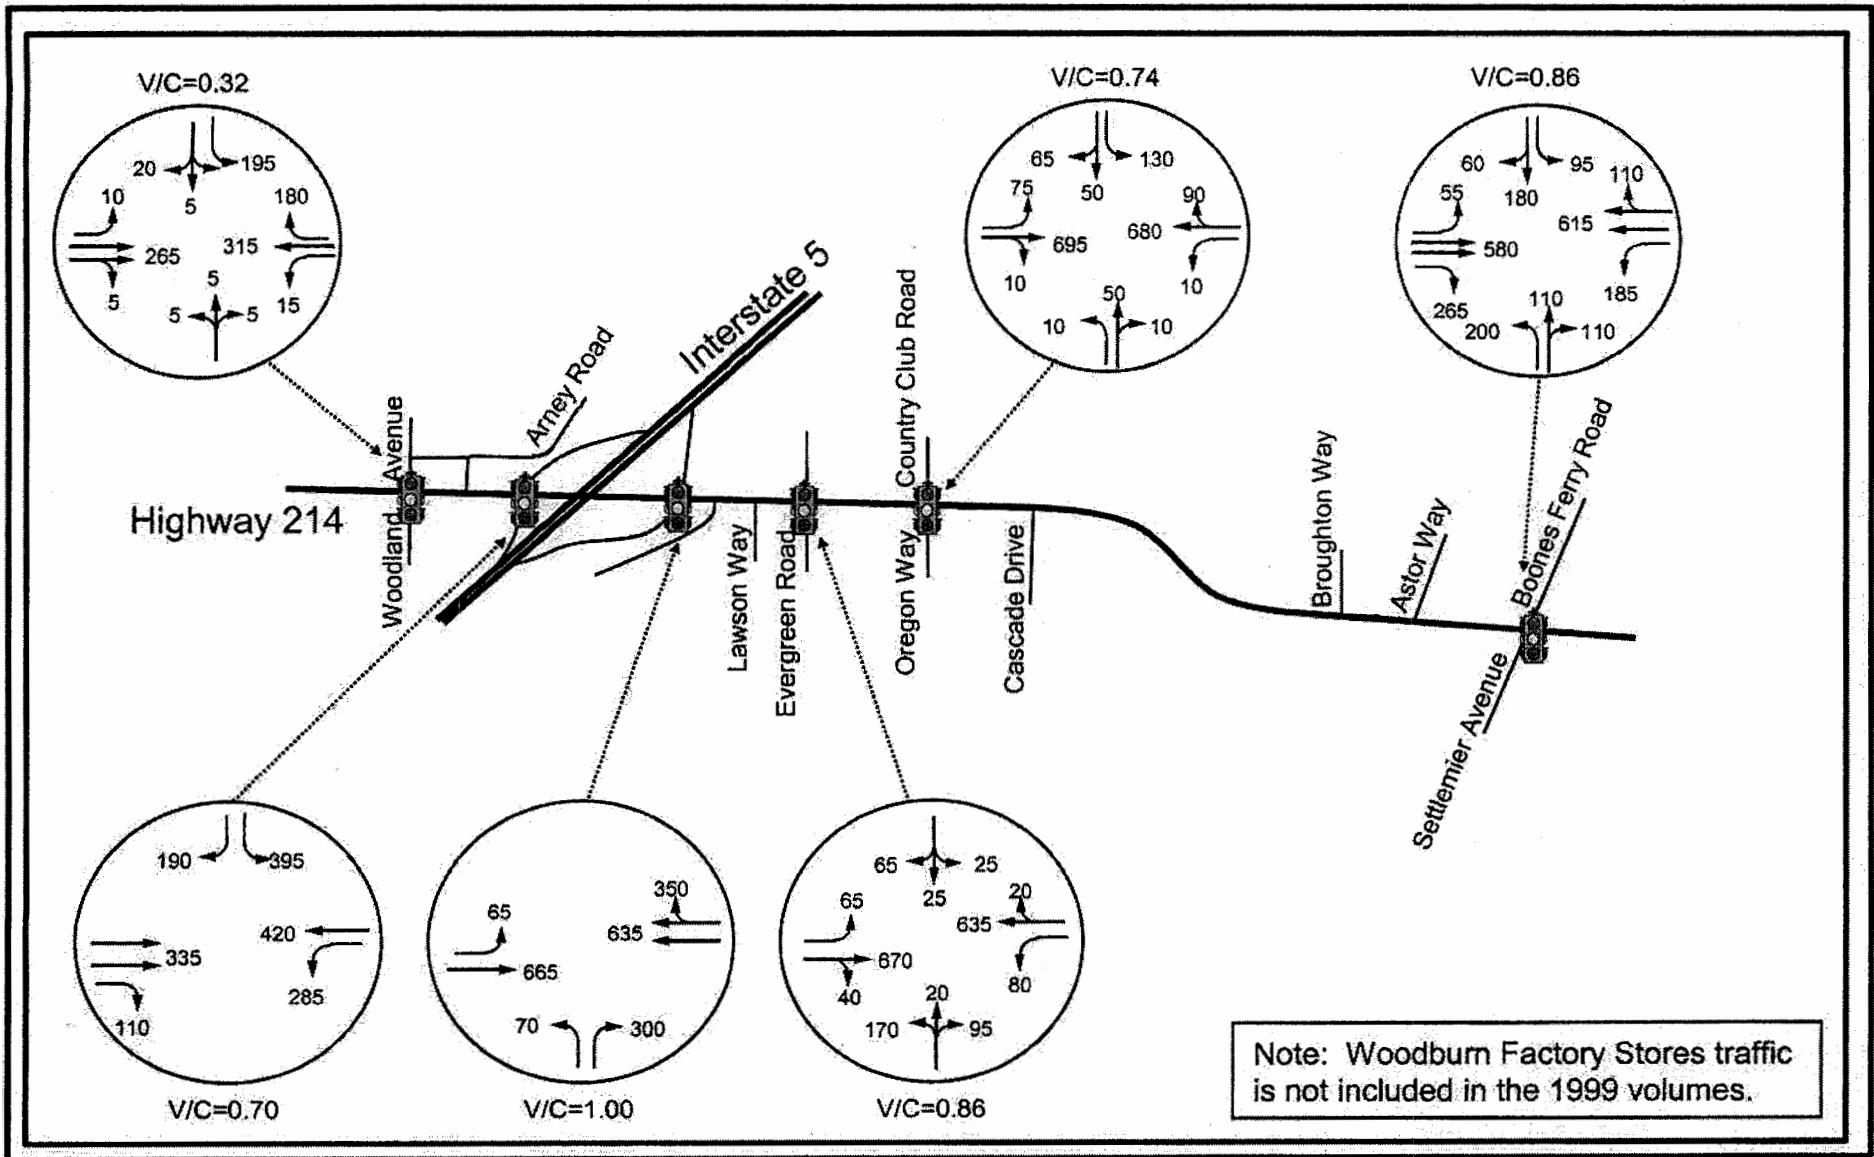 V/C=0.32
20
195
10
5
180
265
315
5
5
15
5
5
V/C=0.74
65
130
75
50
90
695
680
10
50
10
10
10
V/C=0.86
60
95
110
55
180
615
580
265
110
185
200
110
Interstate 5
Arney Road
Woodland Avenue
Highway 214
Lawson Way
Evergreen Road
Oregon Way
Country Club Road
Cascade Drive
Broughton Way
Astor Way
Boones Ferry Road
Settlemier Avenue
190
395
420
335
285
110
V/C=0.70
350
65
635
665
70
300
V/C=1.00
65
25
65
25
20
635
670
40
20
80
170
95
V/C=0.86
Note: Woodburn Factory Stores traffic
is not included in the 1999 volumes.